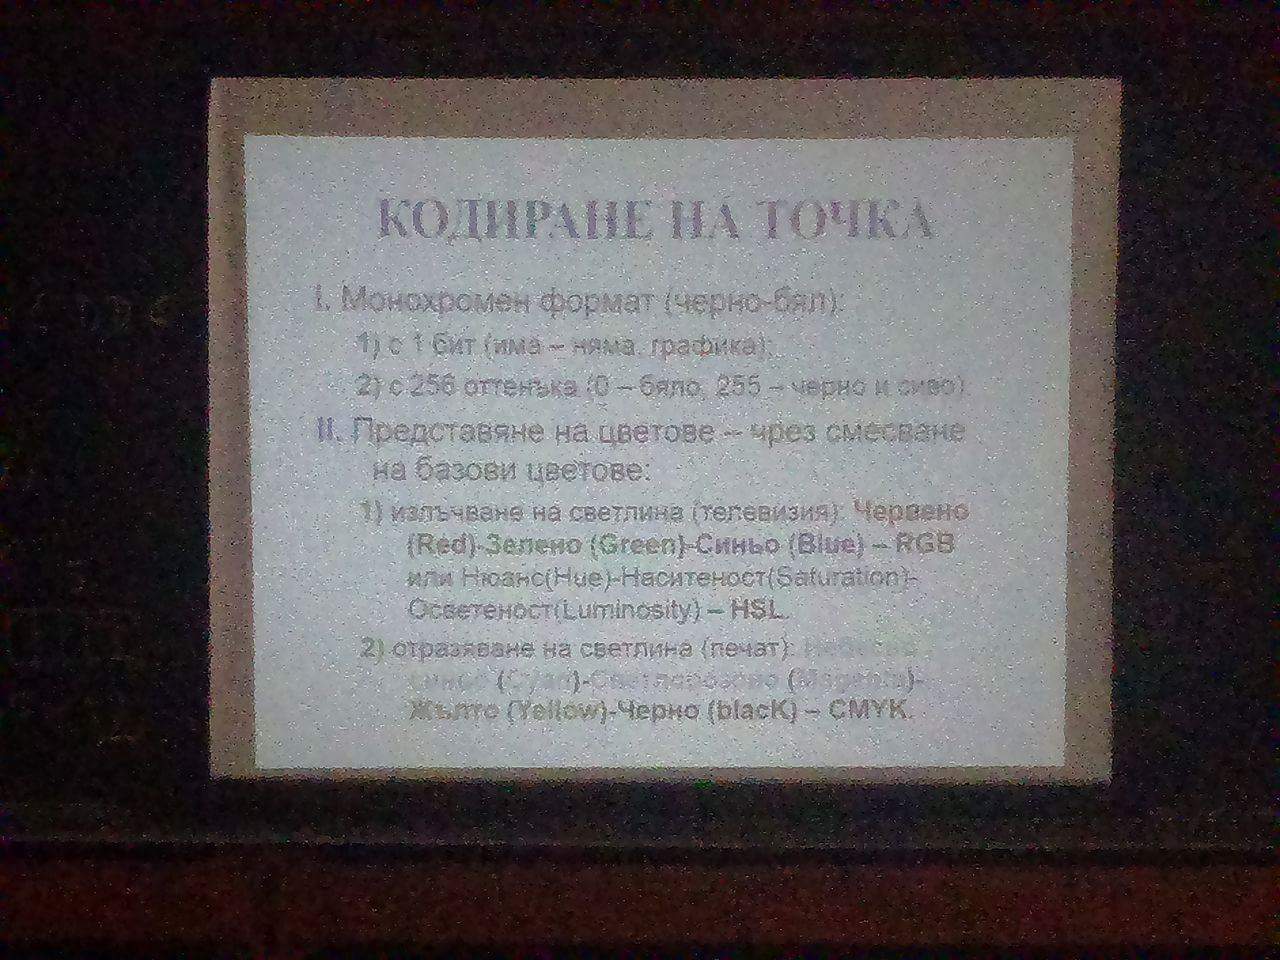 КОДИРАНЕ НА ТОЧКА
I. Монохромен формат (черно-бял):
1) с 1 бит (има – няма графика);
2) с 256 оттенъка (0 – бяло, 255 – черно и сиво)
II. Представяне на цветове – чрез смесване
на базови цветове:
1) излъчване на светлина (телевизия): Червено
(Red)-Зелено (Green)-Синьо (Blue) – RGB
или Нюанс(Hue)-Наситеност(Saturation)-
Осветеност(Luminosity) – HSL.
2) отразяване на светлина (печат): Небесно
синьо (Cyan)-Светлорозово (Magenta)-
Жълто (Yellow)-Черно (blacK) – CMYK.